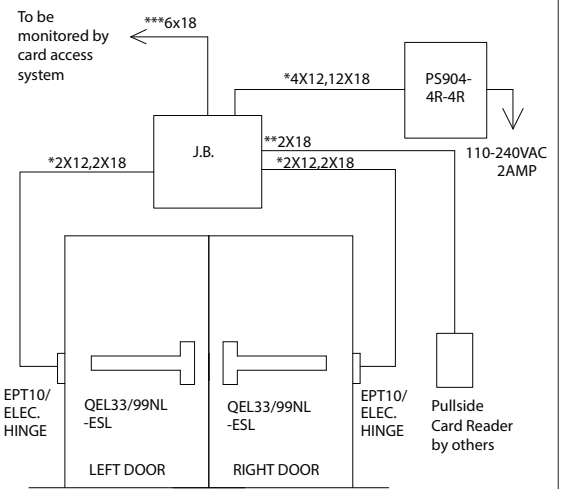 To be
monitored by
card access
system
***6x18
*4X12,12X18
PS904-
4R-4R
110-240VAC
2AMP
J.B.
**2X18
*2X12,2X18
*2X12,2X18
EPT10/
ELEC.
HINGE
QEL33/99NL
-ESL
LEFT DOOR
QEL33/99NL
-ESL
RIGHT DOOR
EPT10/
ELEC.
HINGE
Pullside
Card Reader
by others